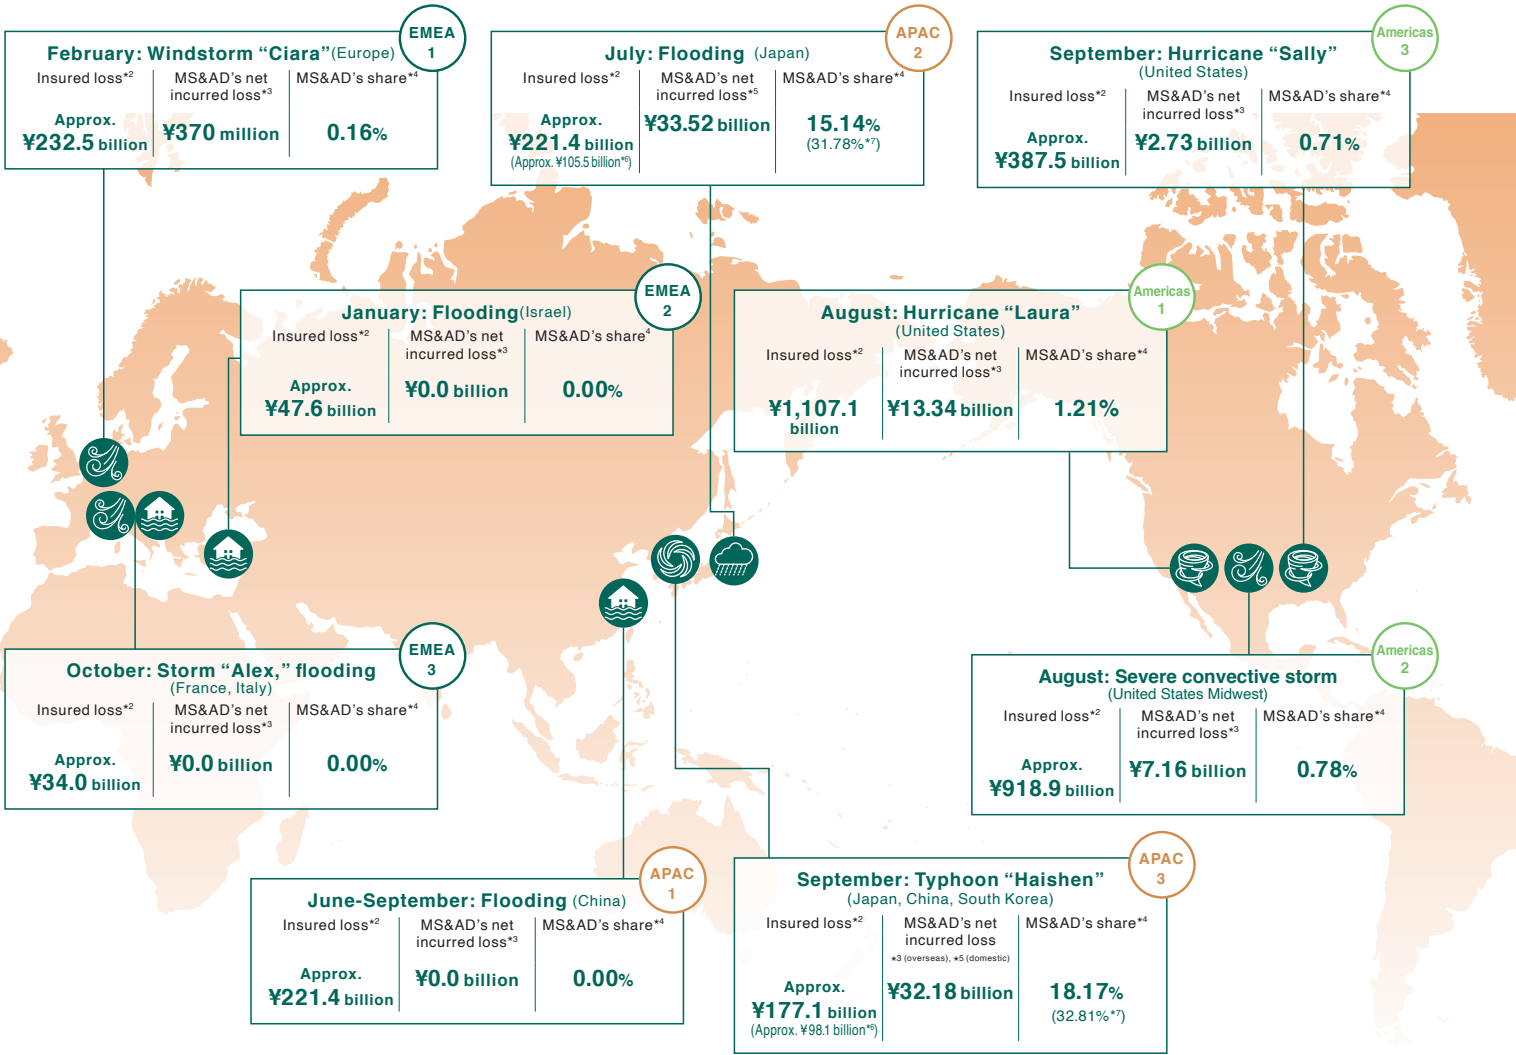 EMEA
1
February: Windstorm “Ciara”(Europe)
Insured loss*2
MS&AD’s net
incurred loss*3
MS&AD’s share*4
Approx.
¥232.5 billion
¥370 million
0.16%
APAC
2
July: Flooding (Japan)
Insured loss*2
MS&AD’s net
incurred loss*5
MS&AD’s share*4
Approx.
¥221.4 billion
(Approx. ¥105.5 billion*6)
¥33.52 billion
15.14%
(31.78%*7)
Americas
3
September: Hurricane “Sally”
(United States)
Insured loss*2
MS&AD’s net
incurred loss*3
MS&AD’s share*4
Approx.
¥387.5 billion
¥2.73 billion
0.71%
EMEA
2
January: Flooding(Israel)
Insured loss*2
MS&AD’s net
incurred loss*3
MS&AD’s share4
Approx.
¥47.6 billion
¥0.0 billion
0.00%
Americas
1
August: Hurricane “Laura”
(United States)
Insured loss*2
MS&AD’s net
incurred loss*3
MS&AD’s share*4
¥1,107.1
billion
¥13.34 billion
1.21%
EMEA
3
October: Storm “Alex,” flooding
(France, Italy)
Insured loss*2
MS&AD’s net
incurred loss*3
MS&AD’s share*4
Approx.
¥34.0 billion
¥0.0 billion
0.00%
Americas
2
August: Severe convective storm
(United States Midwest)
Insured loss*2
MS&AD’s net
incurred loss*3
MS&AD’s share*4
Approx.
¥918.9 billion
¥7.16 billion
0.78%
APAC
1
June-September: Flooding (China)
Insured loss*2
MS&AD’s net
incurred loss*3
MS&AD’s share*4
Approx.
¥221.4 billion
¥0.0 billion
0.00%
APAC
3
September: Typhoon “Haishen”
(Japan, China, South Korea)
Insured loss*2
MS&AD’s net
incurred loss
*3 (overseas), *5 (domestic)
MS&AD’s share*4
Approx.
¥177.1 billion
(Approx. ¥98.1 billion*6)
¥32.18 billion
18.17%
(32.81%*7)